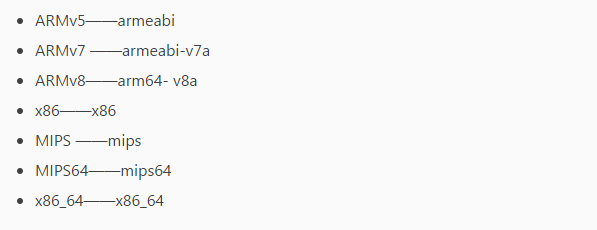 ARMv5——armeabi
ARMv7 ——armeabi-v7a
ARMv8——arm64- v8a
x86——x86
MIPS ——mips
MIPS64——mips64
x86_64——x86_64